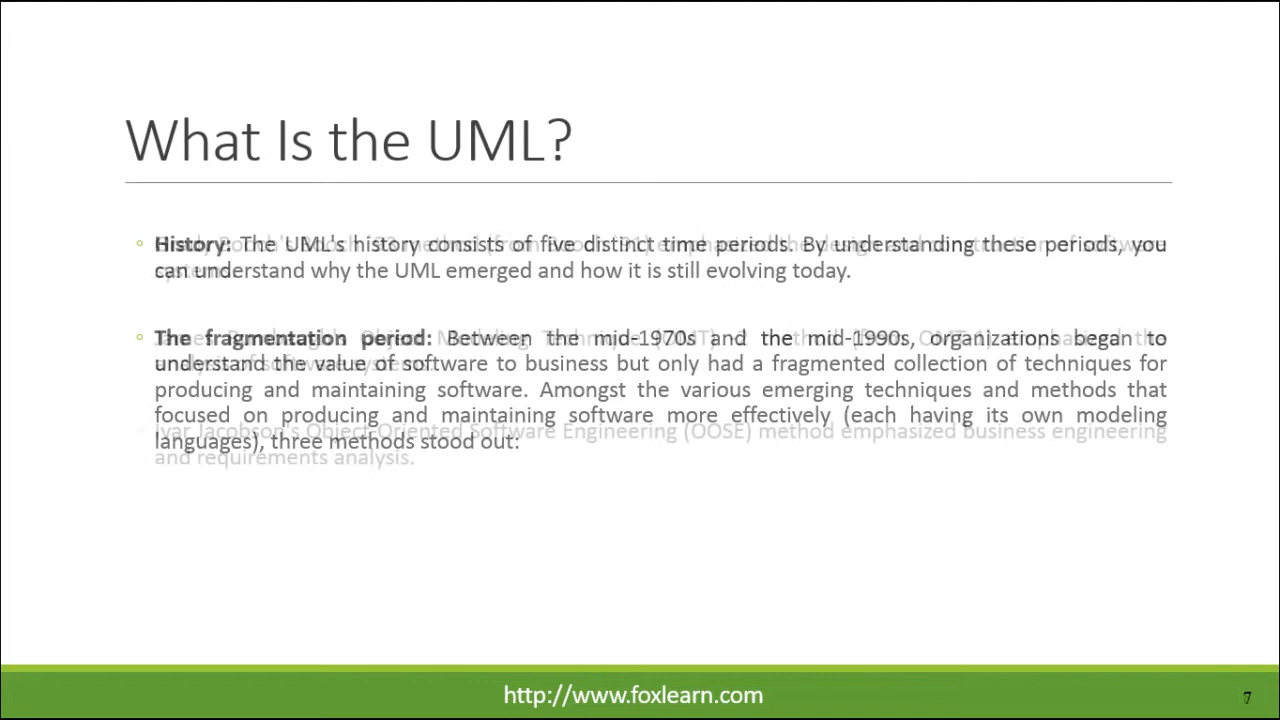 What Is the UML?
History: The UML's history consists of five distinct time periods. By understanding these periods, you
can understand why the UML emerged and how it is still evolving today.
The fragmentation period: Between the mid-1970s and the mid-1990s, organizations began to
understand the value of software to business but only had a fragmented collection of techniques for
producing and maintaining software. Amongst the various emerging techniques and methods that
focused on producing and maintaining software more effectively (each having its own modeling
Ivar Jacobson's Object-Oriented Software Engineering (OOSE) method emphasized business engineering
languages), three methods stood out:
and requirements analysis.
http://www.foxlearn.com
7